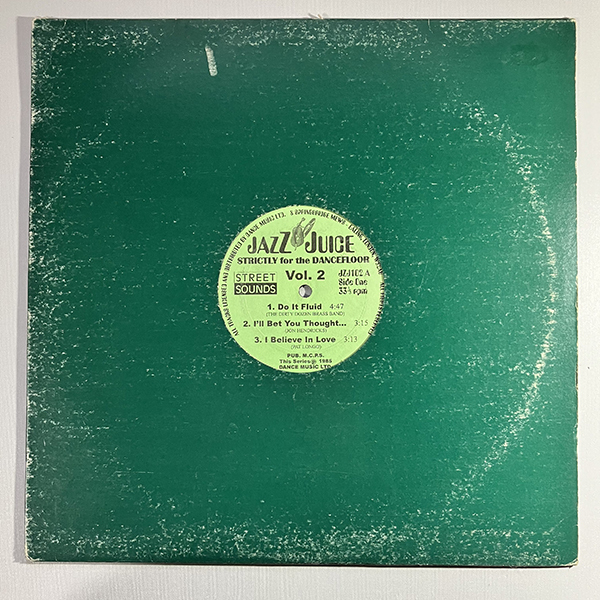 JAZZ JUICE
STRICTLY for the DANCEFLOOR
STREET
SOUNDS
Vol. 2
JZJ102 A
Side One
33⅓ rpm
1. Do It Fluid 4:47
(THE DIRTY DOZEN BRASS BAND)
2. I'll Bet You Thought... 3:15
(JON HENDRICKS)
3. I Believe In Love 3:13
(PAT LONGO)
PUB. M.C.P.S.
This Series℗ 1985
DANCE MUSIC LTD